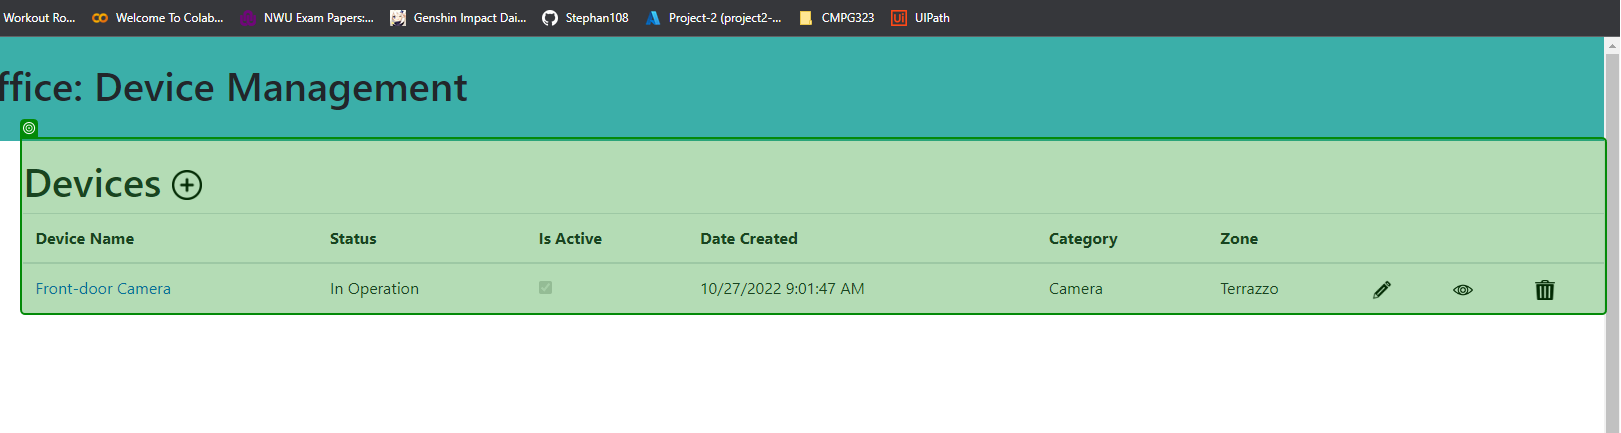 Workout Ro... Welcome To Colab... NWU Exam Papers:... Genshin Impact Dai... Stephan108 Project-2 (project2-... CMPG323 Ui UIPath
ffice: Device Management
Devices
Device Name Status Is Active Date Created Category Zone
Front-door Camera In Operation 10/27/2022 9:01:47 AM Camera Terrazzo